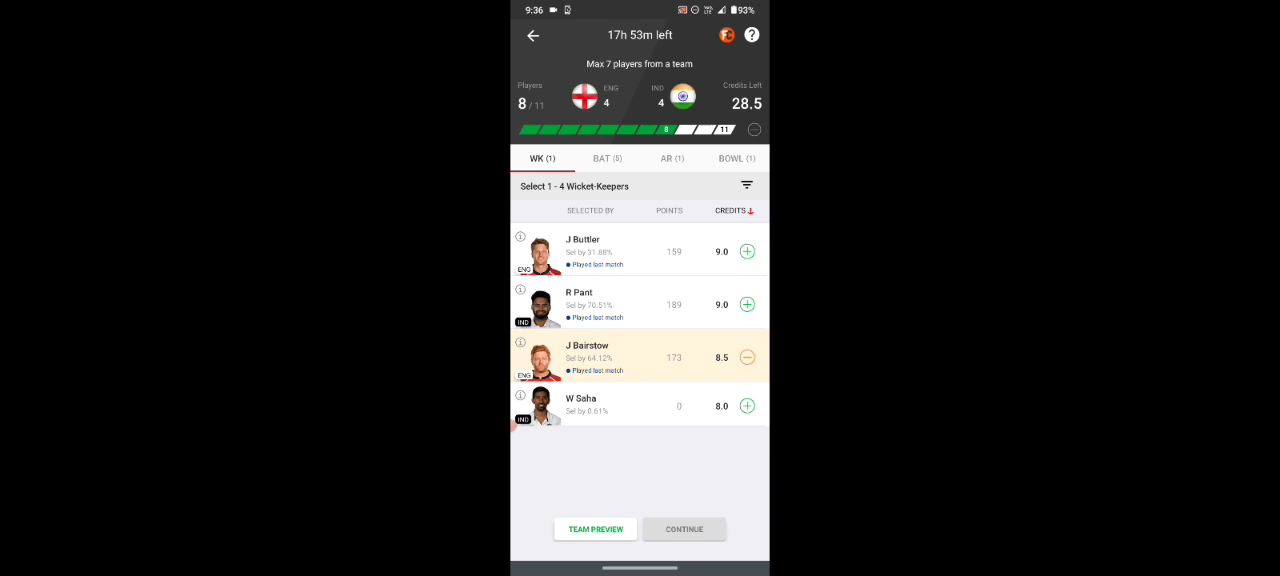 9:36 93%
17h 53m left
FC ?
Max 7 players from a team
Players ENG IND Credits Left
8 / 11 4 4 28.5
8 11
WK (1) BAT (5) AR (1) BOWL (1)
Select 1 - 4 Wicket-Keepers
SELECTED BY POINTS CREDITS
J Buttler
Sel by 31.88% 159 9.0
Played last match
ENG
R Pant
Sel by 70.51% 189 9.0
Played last match
IND
J Bairstow
Sel by 64.12% 173 8.5
Played last match
ENG
W Saha
Sel by 0.61% 0 8.0
IND
TEAM PREVIEW CONTINUE